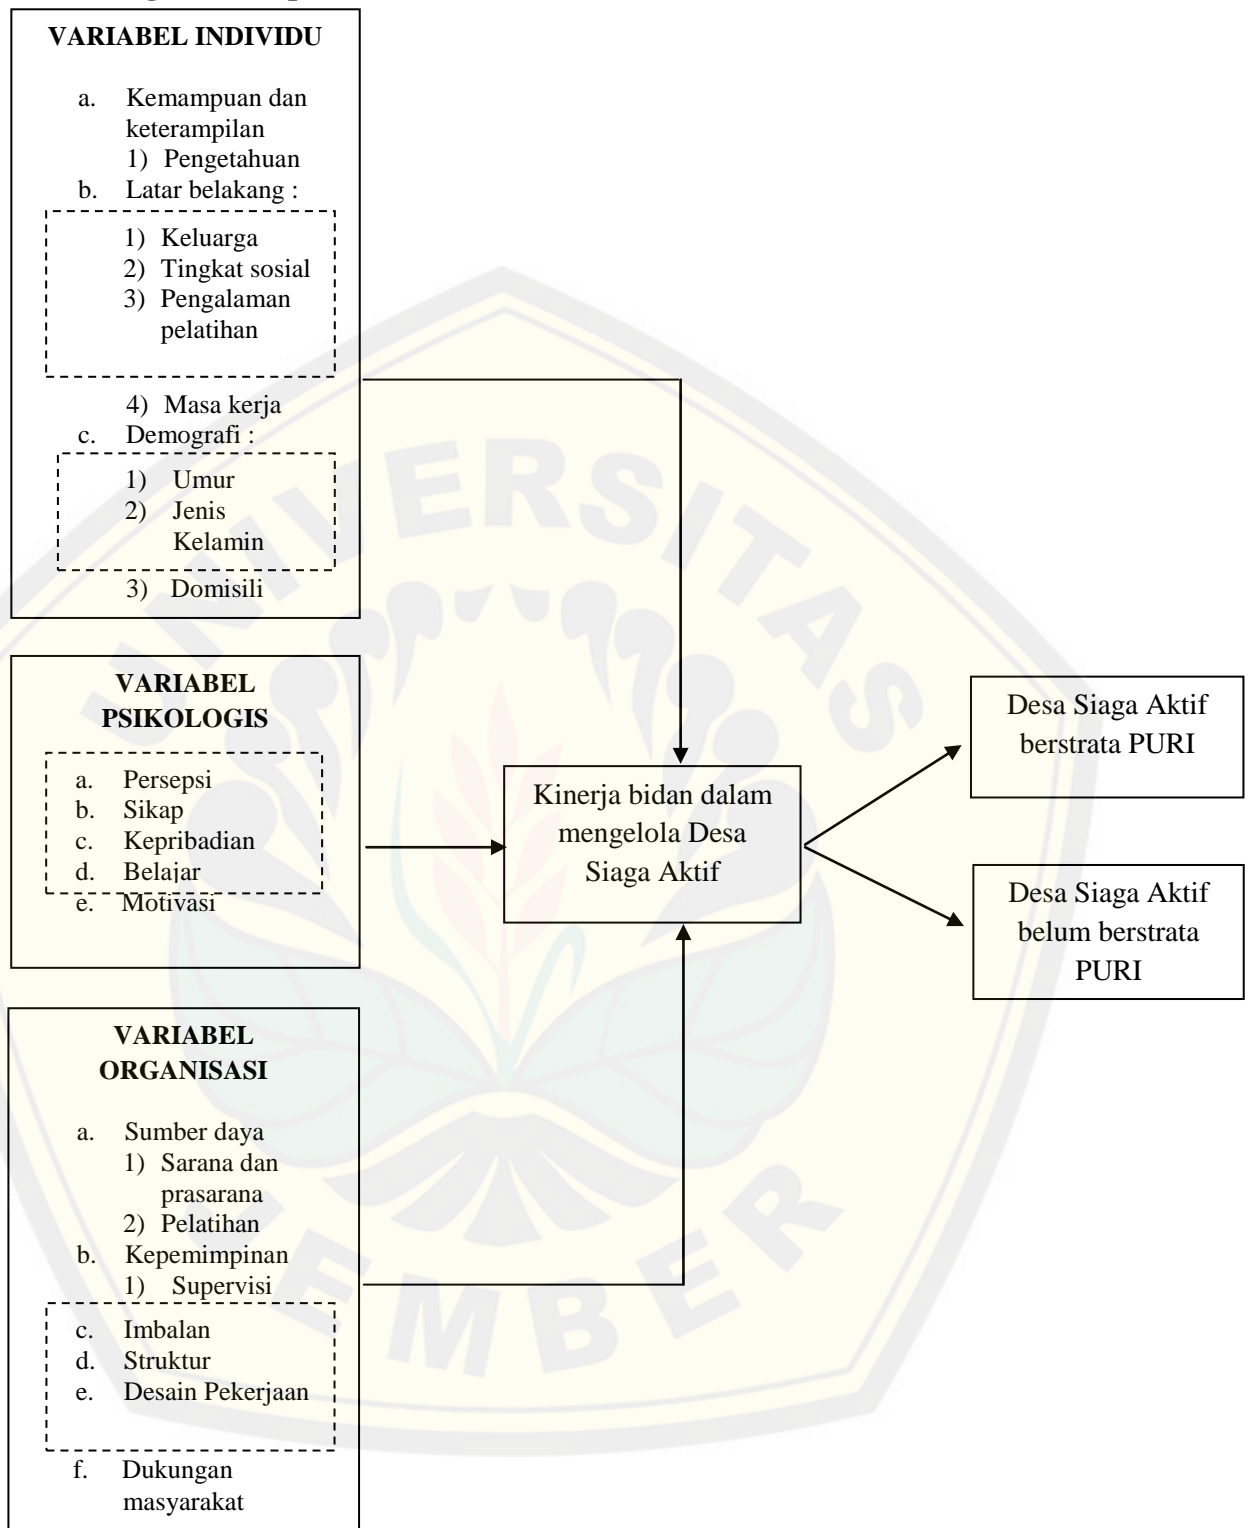 VARIABEL INDIVIDU
a. Kemampuan dan
keterampilan
1) Pengetahuan
b. Latar belakang :
1) Keluarga
2) Tingkat sosial
3) Pengalaman
pelatihan
4) Masa kerja
c. Demografi :
1) Umur
2) Jenis
Kelamin
3) Domisili
VARIABEL
PSIKOLOGIS
a. Persepsi
b. Sikap
c. Kepribadian
d. Belajar
e. Motivasi
VARIABEL
ORGANISASI
a. Sumber daya
1) Sarana dan
prasarana
2) Pelatihan
b. Kepemimpinan
1) Supervisi
c. Imbalan
d. Struktur
e. Desain Pekerjaan
f. Dukungan
masyarakat
Kinerja bidan dalam
mengelola Desa
Siaga Aktif
Desa Siaga Aktif
berstrata PURI
Desa Siaga Aktif
belum berstrata
PURI
UNIVERSITAS
JEMBER